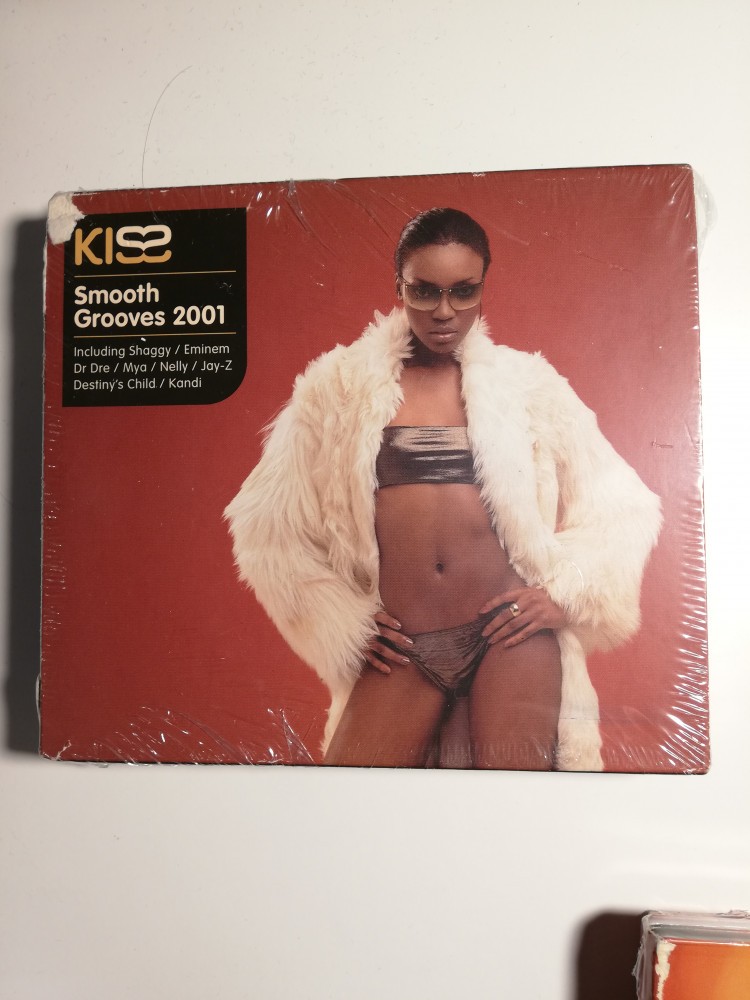 KISS
Smooth
Grooves 2001
Including Shaggy / Eminem
Dr Dre / Mya / Nelly / Jay-Z
Destiny's Child / Kandi